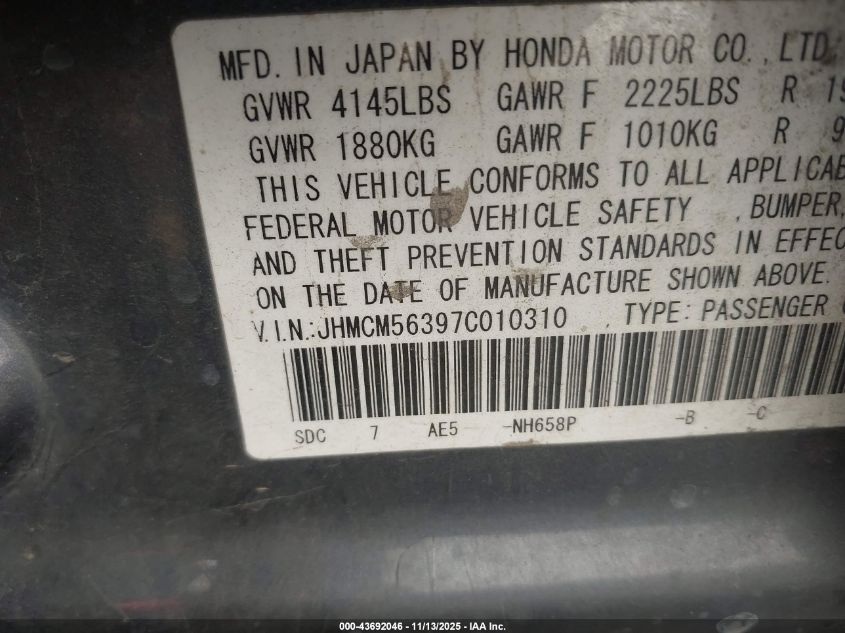 MFD. IN JAPAN BY HONDA MOTOR CO., LTD.
GVWR 4145LBS GAWR F 2225LBS R 19
GVWR 1880KG GAWR F 1010KG R 9
THIS VEHICLE CONFORMS TO ALL APPLICAB
FEDERAL MOTOR VEHICLE SAFETY , BUMPER,
AND THEFT PREVENTION STANDARDS IN EFFEC
ON THE DATE OF MANUFACTURE SHOWN ABOVE.
V.I.N.:JHMCM56397C010310 , TYPE: PASSENGER
SDC 7 AE5 -NH658P -B -C
000-43692046 - 11/13/2025 - IAA Inc.